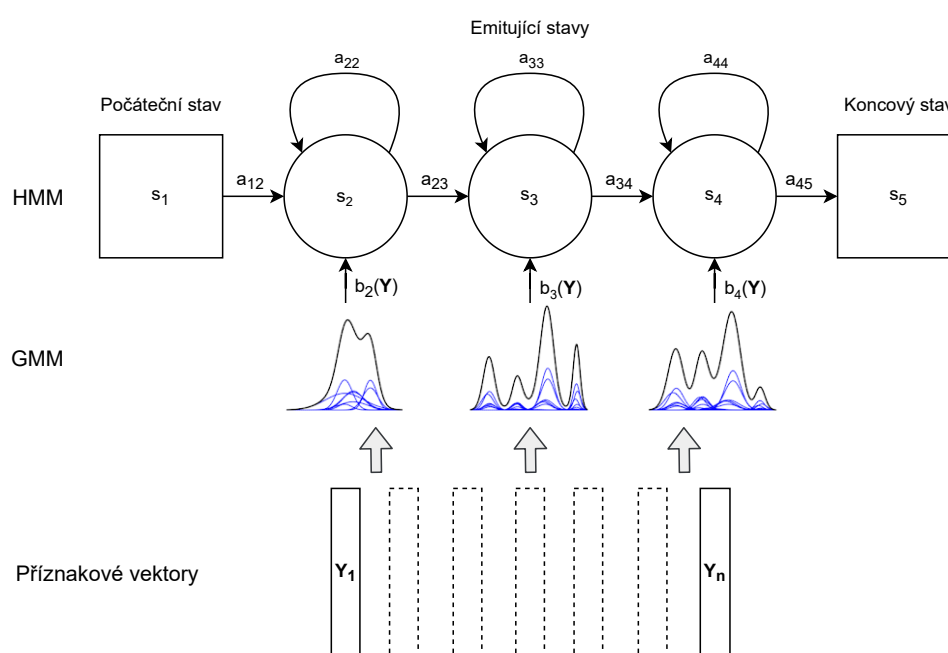 Emitující stavy
a22 a33 a44
Počáteční stav Koncový stav
HMM s1 a12 s2 a23 s3 a34 s4 a45 s5
b2(Y) b3(Y) b4(Y)
GMM
Příznakové vektory Y1 Yn